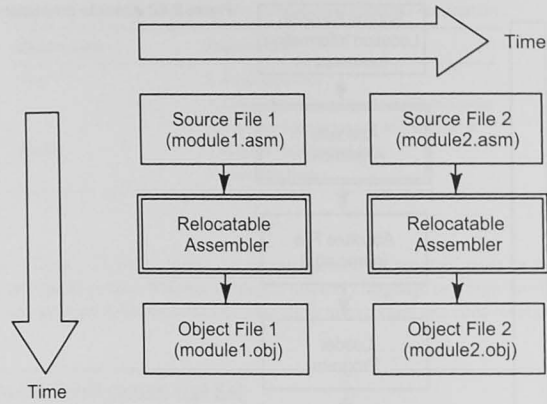 Time
Source File 1
(module1.asm)
Source File 2
(module2.asm)
Relocatable
Assembler
Relocatable
Assembler
Object File 1
(module1.obj)
Object File 2
(module2.obj)
Time